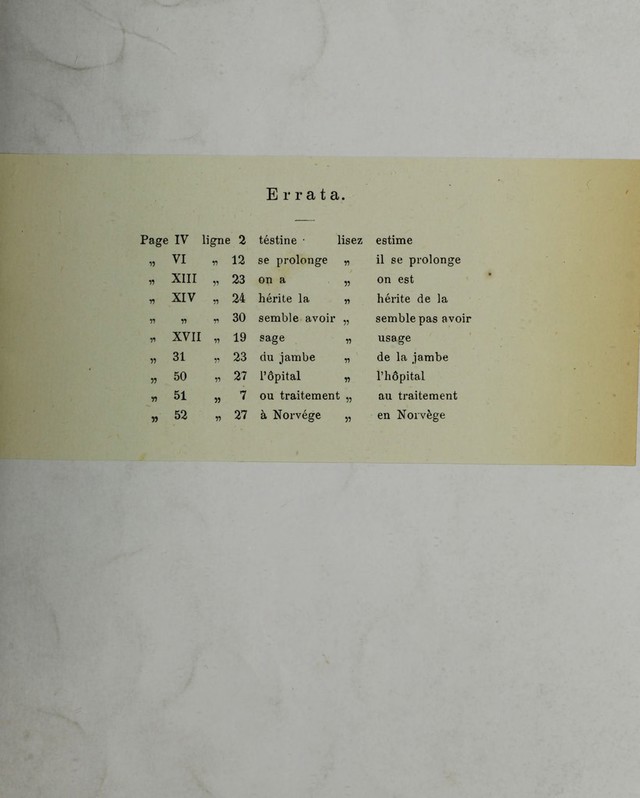 Errata.
Page IV ligne 2 téstine lisez estime
„ VI „ 12 se prolonge „ il se prolonge
„ XIII „ 23 on a „ on est
„ XIV „ 24 hérite la „ hérite de la
„ „ „ 30 semble avoir „ semble pas avoir
„ XVII „ 19 sage „ usage
„ 31 „ 23 du jambe „ de la jambe
„ 50 „ 27 l'ôpital „ l'hôpital
„ 51 „ 7 ou traitement „ au traitement
„ 52 „ 27 à Norvége „ en Norvège